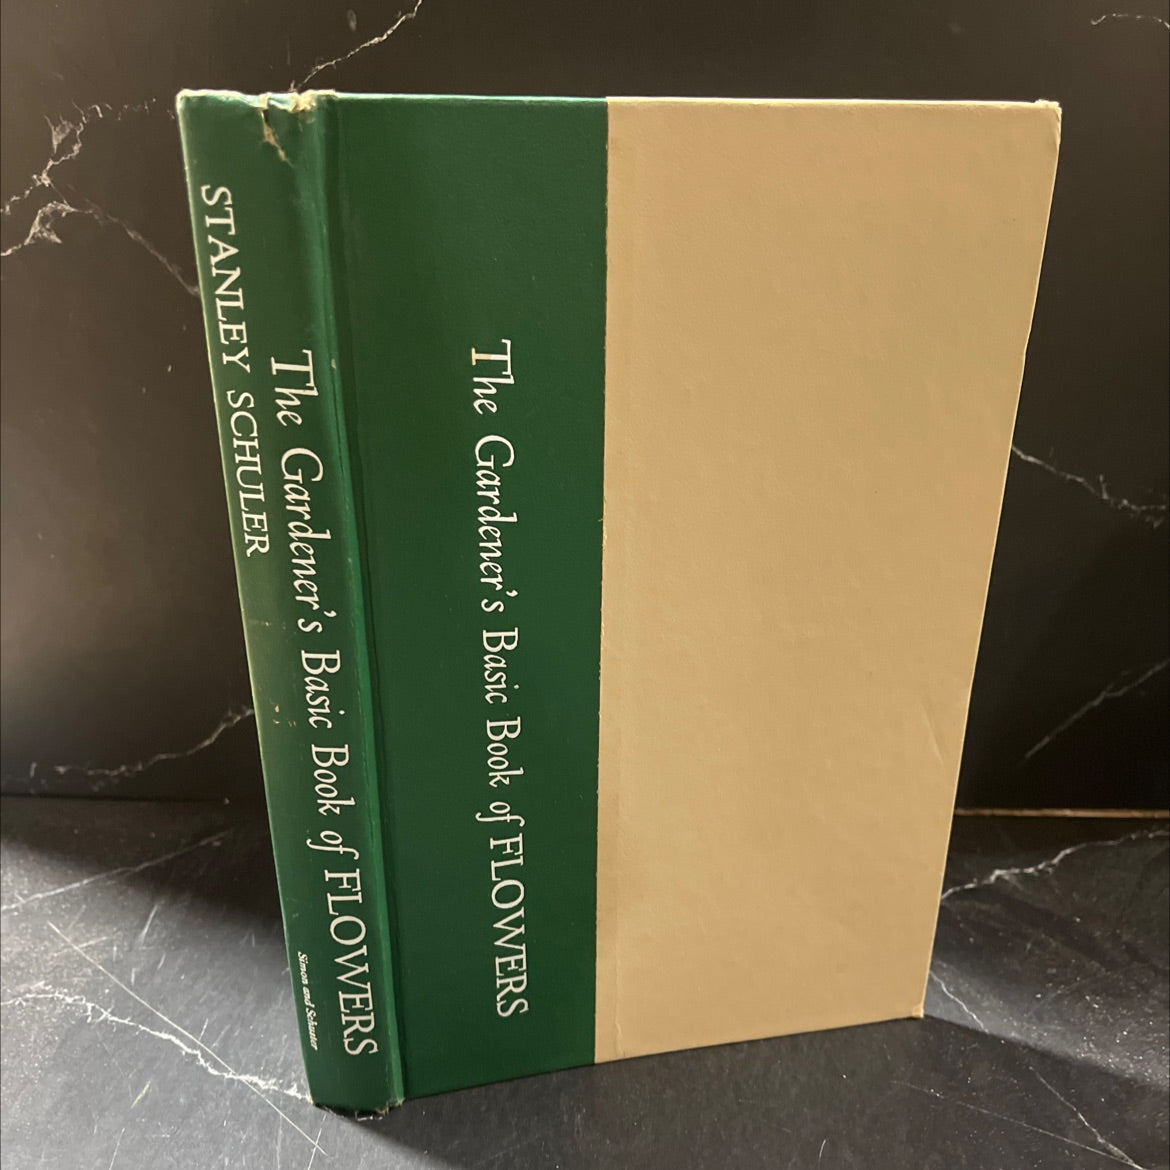 STANLEY SCHULER
The Gardener's Basic Book of FLOWERS
Simon and Schuster
The Gardener's Basic Book of FLOWERS